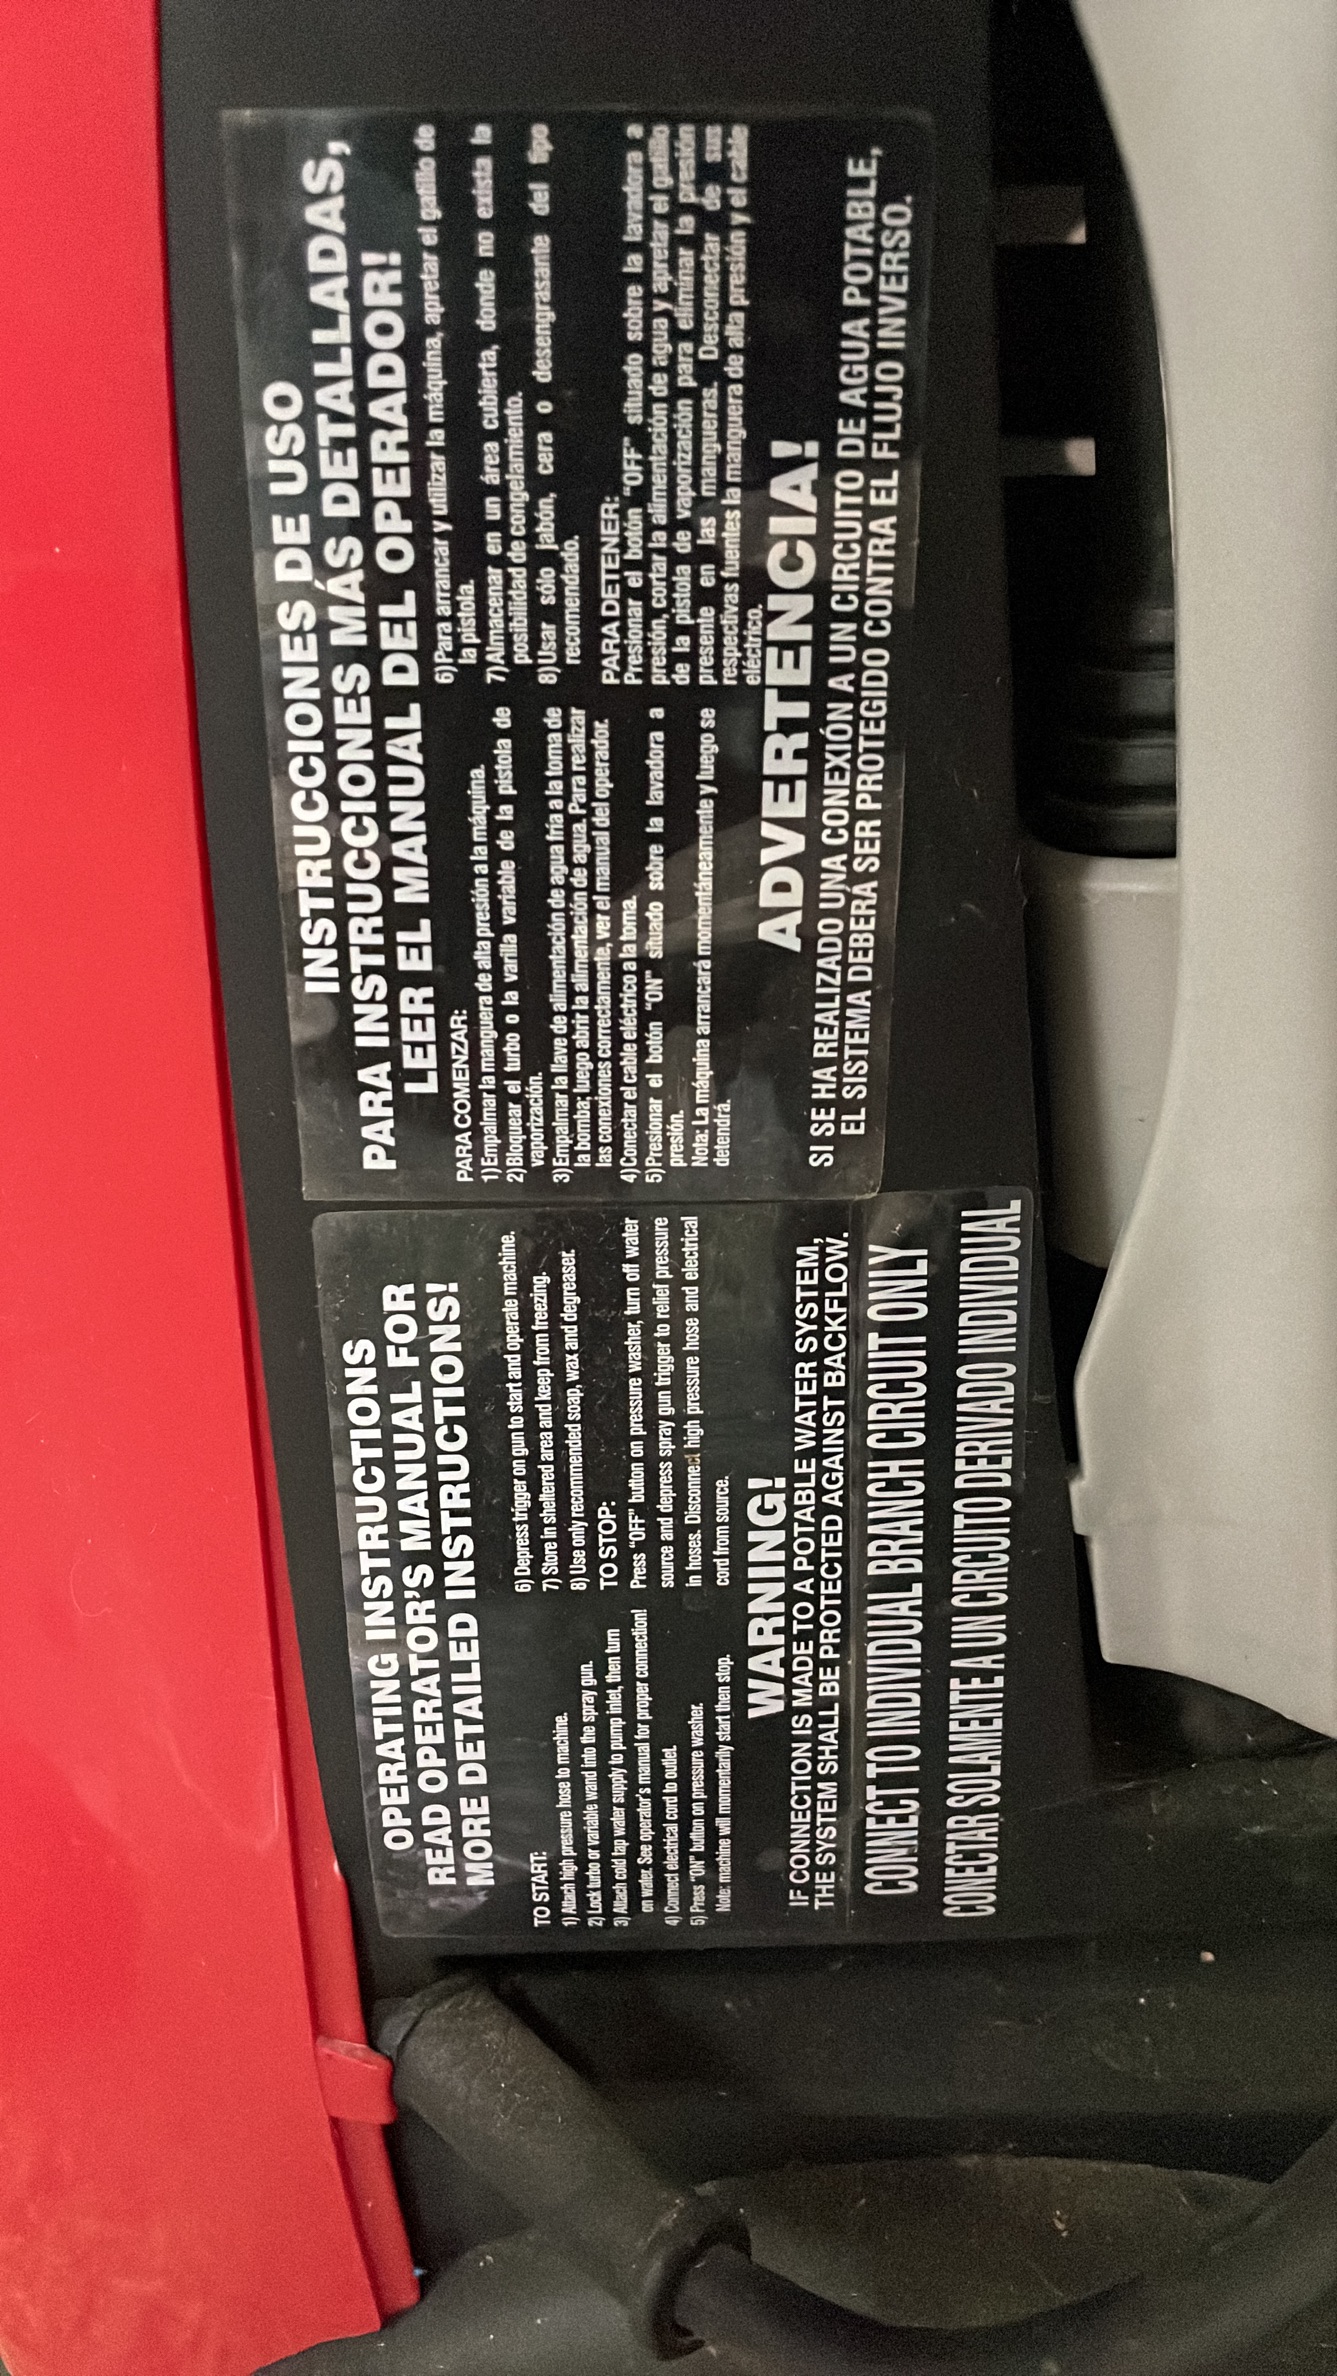 OPERATING INSTRUCTIONS
READ OPERATOR'S MANUAL FOR
MORE DETAILED INSTRUCTIONS!
TO START:
1) Attach high pressure hose to machine.
2) Lock turbo or variable wand into the spray gun.
3) Attach cold tap water supply to pump inlet, then turn
on water. See operator's manual for proper connection!
4) Connect electrical cord to outlet.
5) Press "ON" button on pressure washer.
Note: machine will momentarily start then stop.
6) Depress trigger on gun to start and operate machine.
7) Store in sheltered area and keep from freezing.
8) Use only recommended soap, wax and degreaser.
TO STOP:
Press "OFF" button on pressure washer, turn off water
source and depress spray gun trigger to relief pressure
in hoses. Disconnect high pressure hose and electrical
cord from source.
WARNING!
IF CONNECTION IS MADE TO A POTABLE WATER SYSTEM,
THE SYSTEM SHALL BE PROTECTED AGAINST BACKFLOW.
CONNECT TO INDIVIDUAL BRANCH CIRCUIT ONLY
CONECTAR SOLAMENTE A UN CIRCUITO DERIVADO INDIVIDUAL
INSTRUCCIONES DE USO
PARA INSTRUCCIONES MÁS DETALLADAS,
LEER EL MANUAL DEL OPERADOR!
PARA COMENZAR:
1) Empalmar la manguera de alta presión a la máquina.
2) Bloquear el turbo o la varilla variable de la pistola de
vaporización.
3) Empalmar la llave de alimentación de agua fría a la toma de
la bomba; luego abrir la alimentación de agua. Para realizar
las conexiones correctamente, ver el manual del operador.
4) Conectar el cable eléctrico a la toma.
5) Presionar el botón "ON" situado sobre la lavadora a
presión.
Nota: La máquina arrancará momentáneamente y luego se
detendrá.
6) Para arrancar y utilizar la máquina, apretar el gatillo de
la pistola.
7) Almacenar en un área cubierta, donde no exista la
posibilidad de congelamiento.
8) Usar sólo jabón, cera o desengrasante del tipo
recomendado.
PARA DETENER:
Presionar el botón "OFF" situado sobre la lavadora a
presión, cortar la alimentación de agua y apretar el gatillo
de la pistola de vaporización para eliminar la presión
presente en las mangueras. Desconectar de sus
respectivas fuentes la manguera de alta presión y el cable
eléctrico.
ADVERTENCIA!
SI SE HA REALIZADO UNA CONEXIÓN A UN CIRCUITO DE AGUA POTABLE,
EL SISTEMA DEBERA SER PROTEGIDO CONTRA EL FLUJO INVERSO.